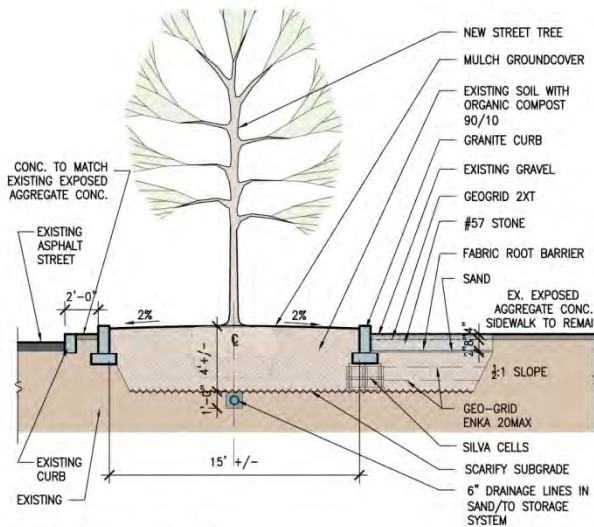 NEW STREET TREE
MULCH GROUNDCOVER
EXISTING SOIL WITH
ORGANIC COMPOST
90/10
GRANITE CURB
EXISTING GRAVEL
GEOGRID 2XT
#57 STONE
FABRIC ROOT BARRIER
SAND
EX. EXPOSED
AGGREGATE CONC.
SIDEWALK TO REMAI
CONC. TO MATCH
EXISTING EXPOSED
AGGREGATE CONC.
EXISTING
ASPHALT
STREET
2'-0"
2%
2%
℄
4'+/-
1'-0"
2"8"4"
½:1 SLOPE
GEO-GRID
ENKA 20MAX
SILVA CELLS
SCARIFY SUBGRADE
6" DRAINAGE LINES IN
SAND/TO STORAGE
SYSTEM
15' +/-
EXISTING
CURB
EXISTING